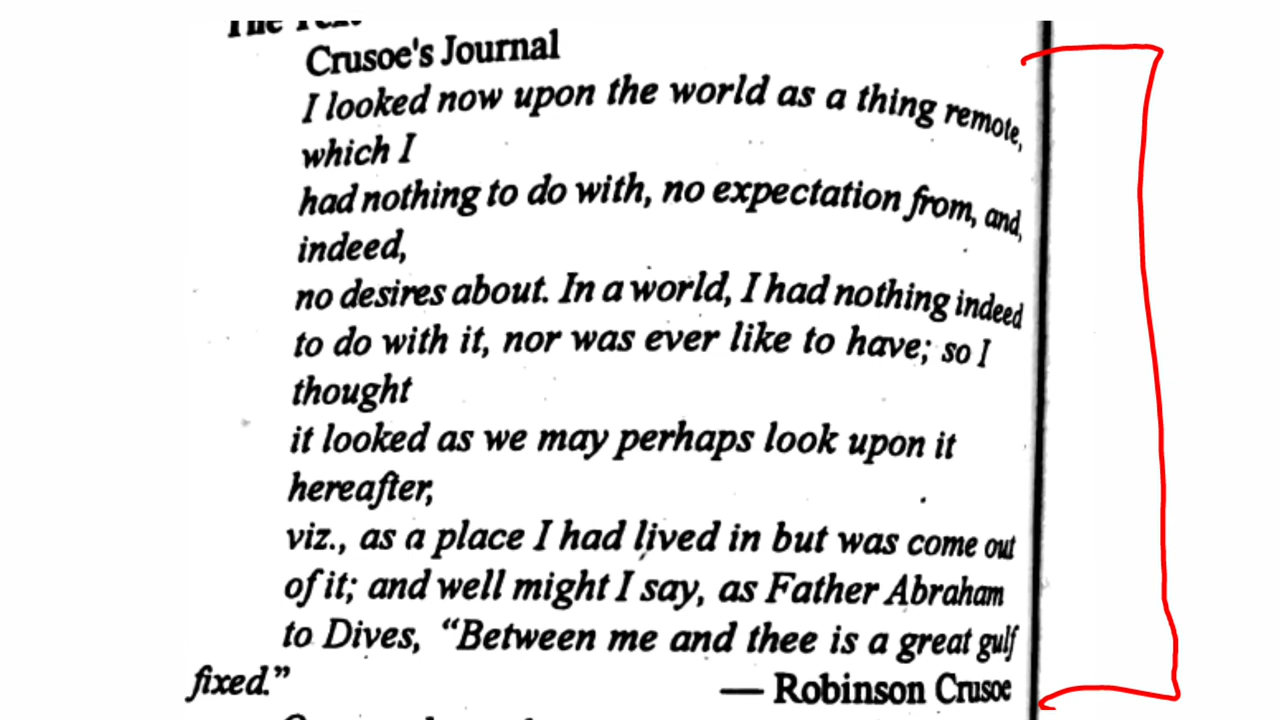 The Text
Crusoe's Journal
I looked now upon the world as a thing remote,
which I
had nothing to do with, no expectation from, and,
indeed,
no desires about. In a world, I had nothing indeed
to do with it, nor was ever like to have; so I
thought
it looked as we may perhaps look upon it
hereafter,
viz., as a place I had lived in but was come out
of it; and well might I say, as Father Abraham
to Dives, “Between me and thee is a great gulf
fixed.” — Robinson Crusoe